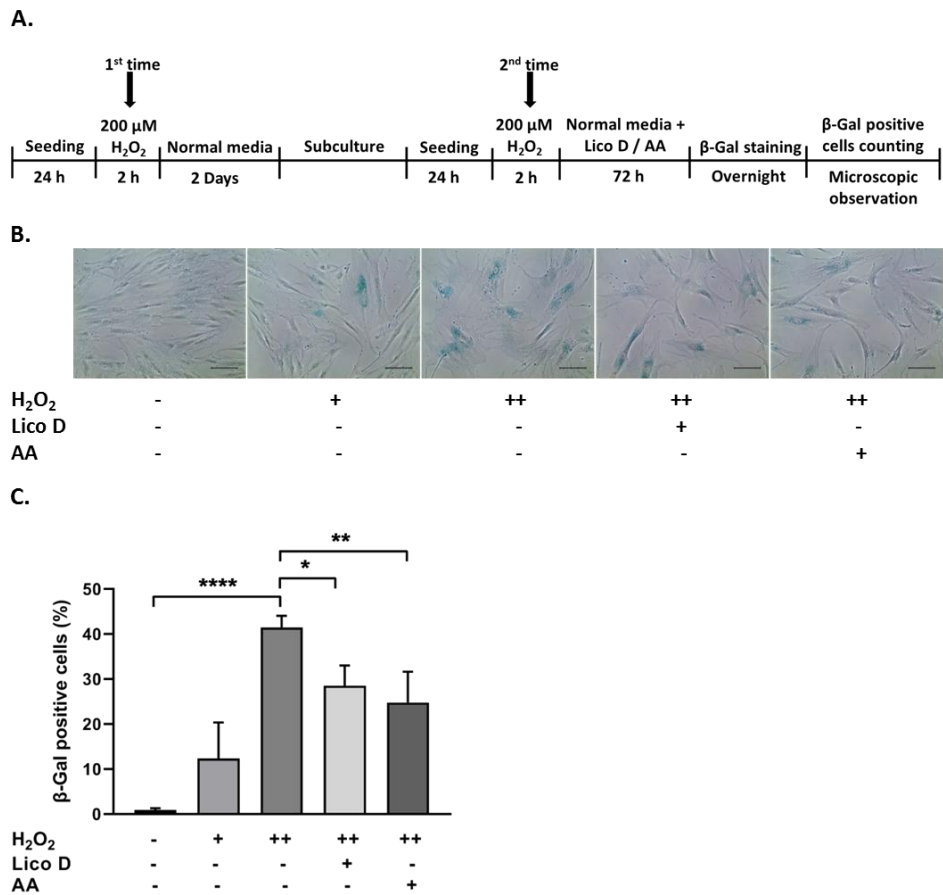 A.
1st time 2nd time
200 µM 200 µM Normal media + β-Gal positive
Seeding H₂O₂ Normal media Subculture Seeding H₂O₂ Lico D / AA β-Gal staining cells counting
24 h 2 h 2 Days 24 h 2 h 72 h Overnight Microscopic
observation
B.
H₂O₂ - + ++ ++ ++
Lico D - - - + -
AA - - - - +
C.
**
*
****
β-Gal positive cells (%)
50
40
30
20
10
0
H₂O₂ - + ++ ++ ++
Lico D - - - + -
AA - - - - +